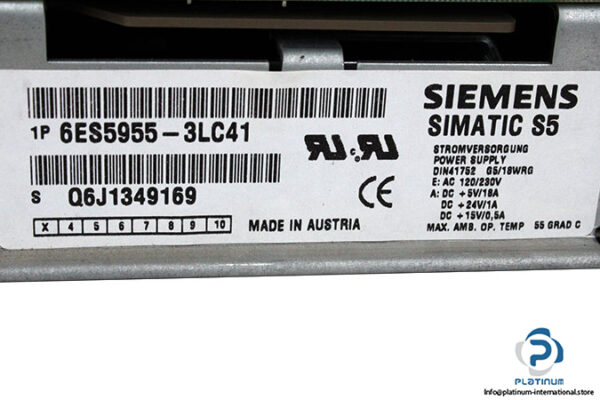 1P 6ES5955-3LC41
S Q6J1349169
X 4 5 6 7 8 9 10
MADE IN AUSTRIA
SIEMENS
SIMATIC S5
STROMVERSORGUNG
POWER SUPPLY
DIN41752 G5/18WRG
E: AC 120/230V
A: DC +5V/18A
DC +24V/1A
DC +15V/0,5A
MAX. AMB. OP. TEMP 55 GRAD C
PLATINUM
info@platinum-international.store